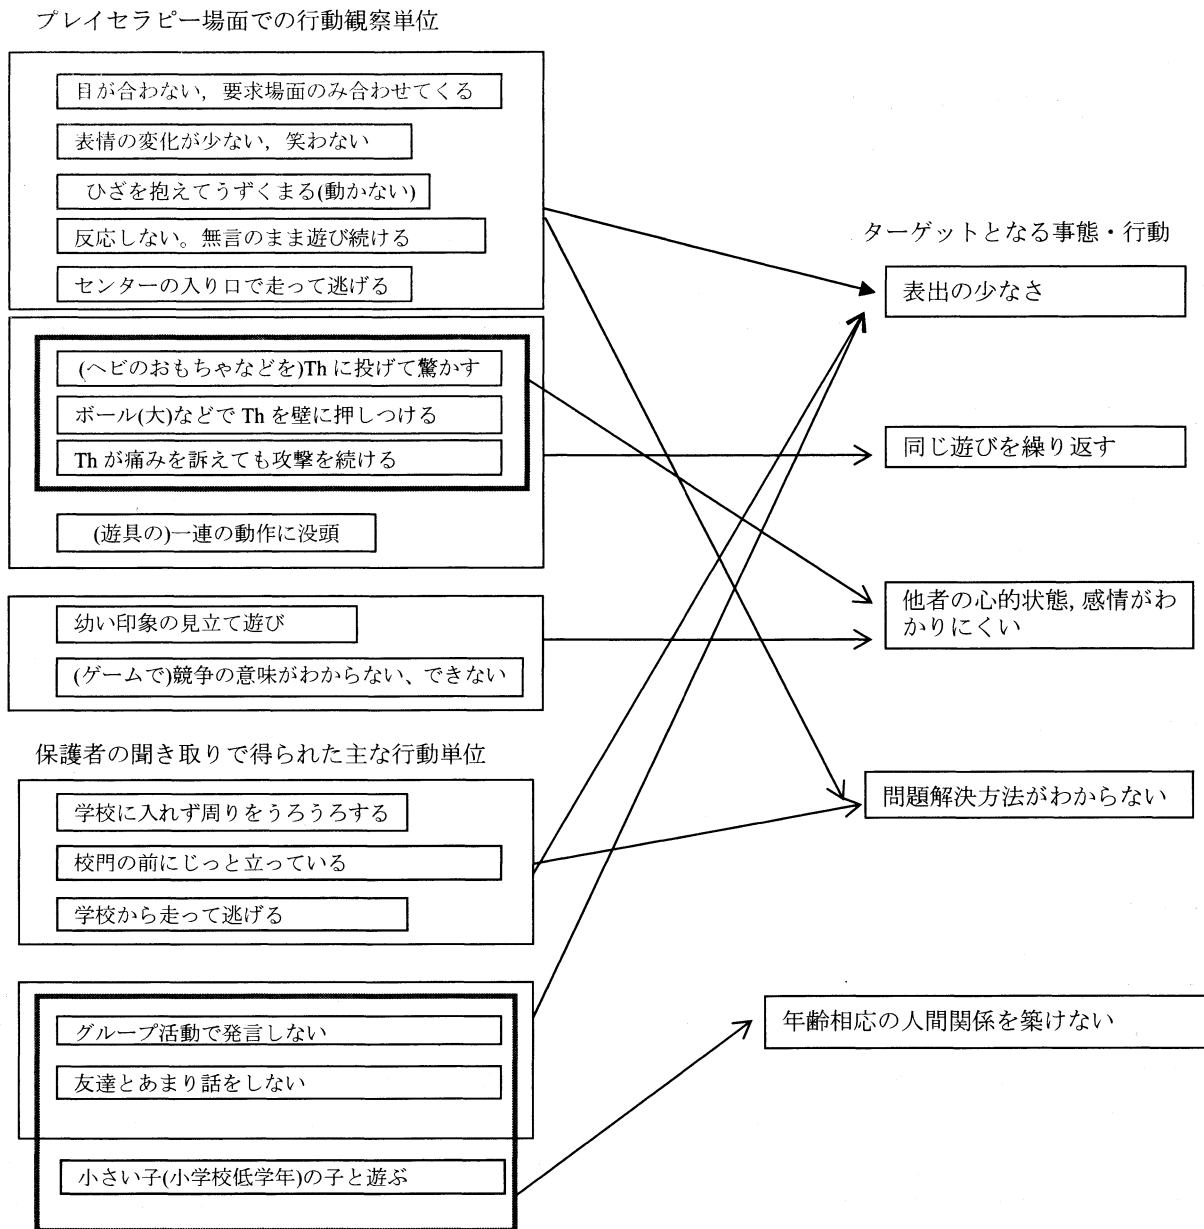 プレイセラピー場面での行動観察単位
目が合わない，要求場面のみ合わせてくる
表情の変化が少ない，笑わない
ひざを抱えてうずくまる(動かない)
反応しない。無言のまま遊び続ける
センターの入り口で走って逃げる
(ヘビのおもちゃなどを)Th に投げて驚かす
ボール(大)などで Th を壁に押しつける
Th が痛みを訴えても攻撃を続ける
(遊具の)一連の動作に没頭
幼い印象の見立て遊び
(ゲームで)競争の意味がわからない、できない
保護者の聞き取りで得られた主な行動単位
学校に入れず周りをうろうろする
校門の前にじっと立っている
学校から走って逃げる
グループ活動で発言しない
友達とあまり話をしない
小さい子(小学校低学年)の子と遊ぶ
ターゲットとなる事態・行動
表出の少なさ
同じ遊びを繰り返す
他者の心的状態, 感情がわ
かりにくい
問題解決方法がわからない
年齢相応の人間関係を築けない